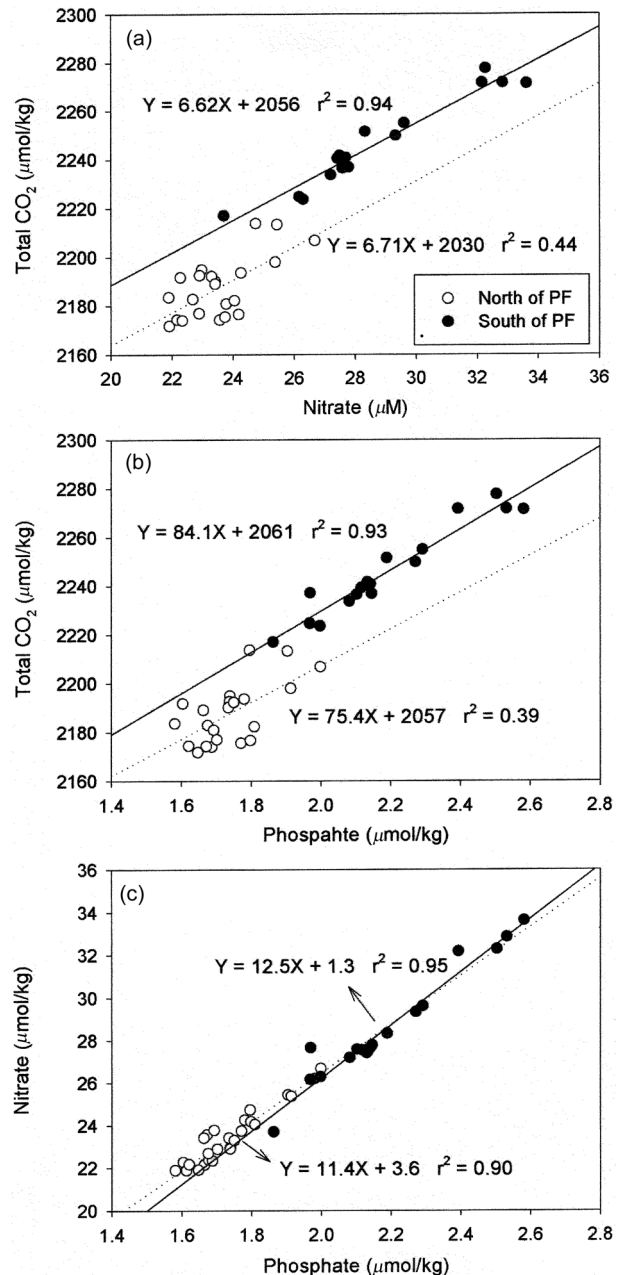 (a)
Y = 6.62X + 2056 r² = 0.94
Y = 6.71X + 2030 r² = 0.44
North of PF
South of PF
Total CO₂ (μmol/kg)
2300
2280
2260
2240
2220
2200
2180
2160
20 22 24 26 28 30 32 34 36
Nitrate (μM)
(b)
Y = 84.1X + 2061 r² = 0.93
Y = 75.4X + 2057 r² = 0.39
Total CO₂ (μmol/kg)
2300
2280
2260
2240
2220
2200
2180
2160
1.4 1.6 1.8 2.0 2.2 2.4 2.6 2.8
Phospahte (μmol/kg)
(c)
Y = 12.5X + 1.3 r² = 0.95
Y = 11.4X + 3.6 r² = 0.90
Nitrate (μmol/kg)
36
34
32
30
28
26
24
22
20
1.4 1.6 1.8 2.0 2.2 2.4 2.6 2.8
Phosphate (μmol/kg)